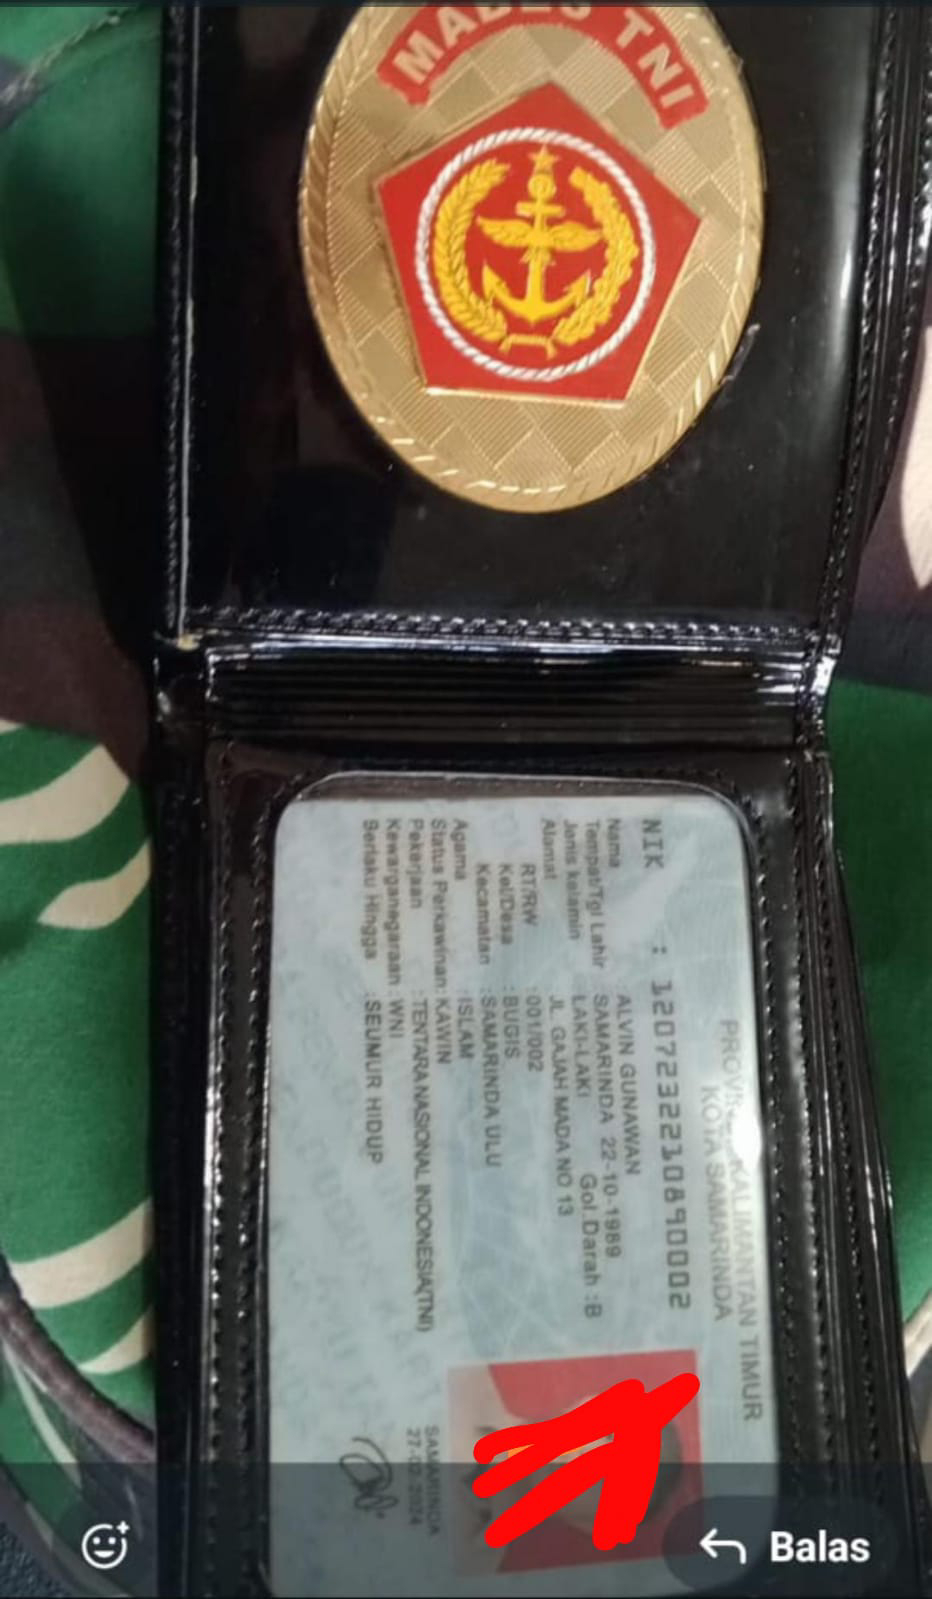 MABES TNI
PROVINSI KALIMANTAN TIMUR
KOTA SAMARINDA
NIK : 1207232210890002
Nama : ALVIN GUNAWAN
Tempat/Tgl Lahir : SAMARINDA 22-10-1989
Jenis kelamin : LAKI-LAKI Gol.Darah :B
Alamat : JL. GAJAH MADA NO 13
RT/RW :001/002
Kel/Desa :BUGIS
Kecamatan :SAMARINDA ULU
Agama :ISLAM
Status Perkawinan: KAWIN
Pekerjaan :TENTARA NASIONAL INDONESIA(TNI)
Kewarganegaraan :WNI
Berlaku Hingga :SEUMUR HIDUP
SAMARINDA
27-02-2024
Balas